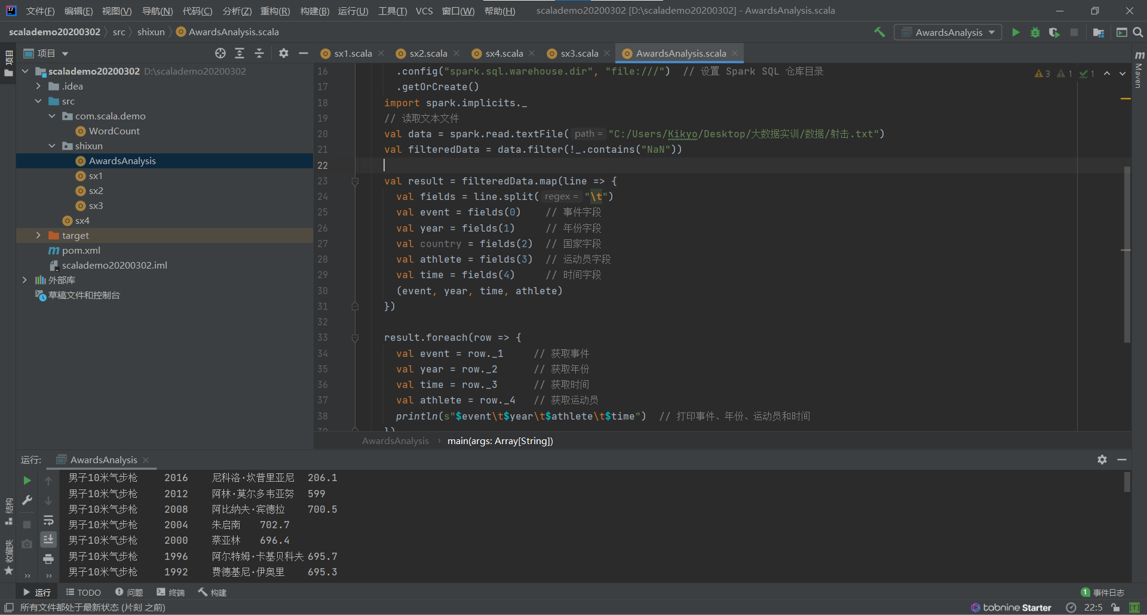 文件(F) 编辑(E) 视图(V) 导航(N) 代码(C) 分析(Z) 重构(R) 构建(B) 运行(U) 工具(T) VCS 窗口(W) 帮助(H) scalademo20200302 [D:\scalademo20200302] - AwardsAnalysis.scala
scalademo20200302 › src › shixun › AwardsAnalysis.scala AwardsAnalysis
项目 sx1.scala sx2.scala sx4.scala sx3.scala AwardsAnalysis.scala
项目
Maven
scalademo20200302 D:\scalademo20200302
.idea
src
com.scala.demo
WordCount
shixun
AwardsAnalysis
sx1
sx2
sx3
sx4
target
pom.xml
scalademo20200302.iml
外部库
草稿文件和控制台
3 1 1
16 .config("spark.sql.warehouse.dir", "file:///") // 设置 Spark SQL 仓库目录
17 .getOrCreate()
18 import spark.implicits._
19 // 读取文本文件
20 val data = spark.read.textFile( path = "C:/Users/Kikyo/Desktop/大数据实训/数据/射击.txt")
21 val filteredData = data.filter(!_.contains("NaN"))
22
23 val result = filteredData.map(line => {
24 val fields = line.split( regex = "\t")
25 val event = fields(0) // 事件字段
26 val year = fields(1) // 年份字段
27 val country = fields(2) // 国家字段
28 val athlete = fields(3) // 运动员字段
29 val time = fields(4) // 时间字段
30 (event, year, time, athlete)
31 })
32
33 result.foreach(row => {
34 val event = row._1 // 获取事件
35 val year = row._2 // 获取年份
36 val time = row._3 // 获取时间
37 val athlete = row._4 // 获取运动员
38 println(s"$event\t$year\t$athlete\t$time") // 打印事件、年份、运动员和时间
39 })
AwardsAnalysis › main(args: Array[String])
运行: AwardsAnalysis
男子10米气步枪 2016 尼科洛·坎普里亚尼 206.1
男子10米气步枪 2012 阿林·莫尔多韦亚努 599
男子10米气步枪 2008 阿比纳夫·宾德拉 700.5
男子10米气步枪 2004 朱启南 702.7
男子10米气步枪 2000 蔡亚林 696.4
男子10米气步枪 1996 阿尔特姆·卡基贝科夫 695.7
男子10米气步枪 1992 费德基尼·伊奥里 695.3
结构
收藏夹
运行 TODO 问题 终端 构建 1 事件日志
所有文件都处于最新状态 (片刻 之前) tabnine Starter 22:5